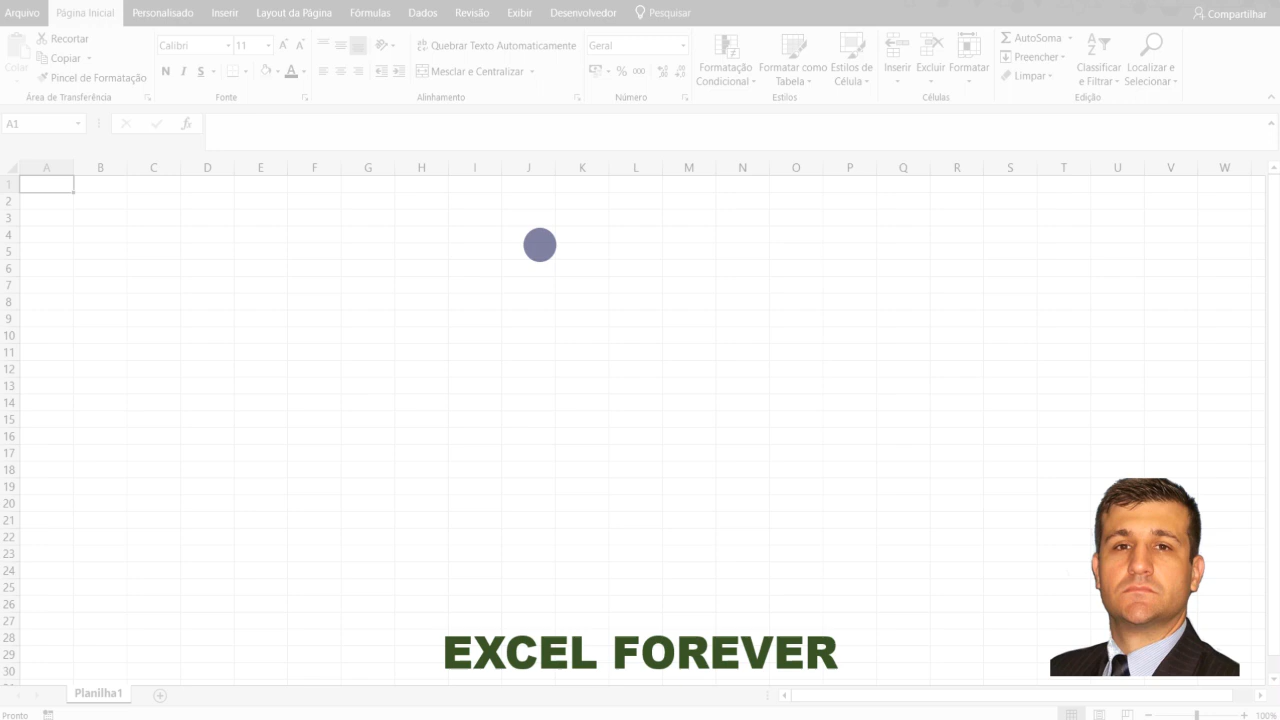 Arquivo Página Inicial Personalizado Inserir Layout da Página Fórmulas Dados Revisão Exibir Desenvolvedor Pesquisar Compartilhar
Colar
Recortar
Copiar
Pincel de Formatação
Área de Transferência
Calibri 11
N I S A
Fonte
ab Quebrar Texto Automaticamente
Mesclar e Centralizar
Alinhamento
Geral
% 000
Número
Formatação Condicional
Formatar como Tabela
Estilos de Célula
Estilos
Inserir Excluir Formatar
Células
AutoSoma
Preencher
Limpar
Classificar e Filtrar
Localizar e Selecionar
Edição
A1 fx
A B C D E F G H I J K L M N O P Q R S T U V W
1
2
3
4
5
6
7
8
9
10
11
12
13
14
15
16
17
18
19
20
21
22
23
24
25
26
27
28
29
30
EXCEL FOREVER
Planilha1
Pronto 100%